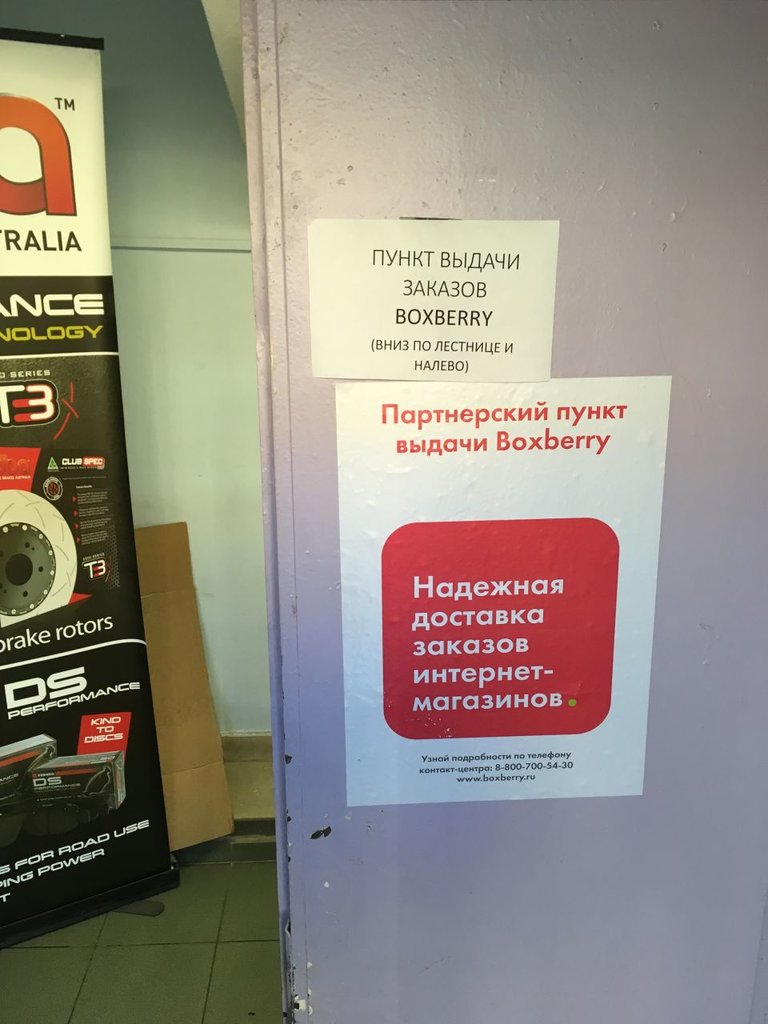 a™
TRALIA
ANCE
NOLOGY
SERIES
T3
CLUB SPEC
T3
brake rotors
DS
PERFORMANCE
KIND
TO
DISCS
DS
PERFORMANCE
S FOR ROAD USE
PING POWER
T
ПУНКТ ВЫДАЧИ
ЗАКАЗОВ
BOXBERRY
(ВНИЗ ПО ЛЕСТНИЦЕ И
НАЛЕВО)
Партнерский пункт
выдачи Boxberry
Надежная
доставка
заказов
интернет-
магазинов.
Узнай подробности по телефону
контакт-центра: 8-800-700-54-30
www.boxberry.ru